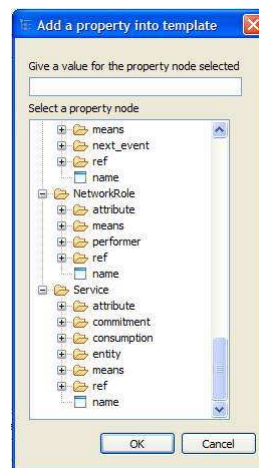 Add a property into template
Give a value for the property node selected
Select a property node
means
next_event
ref
name
NetworkRole
attribute
means
performer
ref
name
Service
attribute
commitment
consumption
entity
means
ref
name
OK Cancel